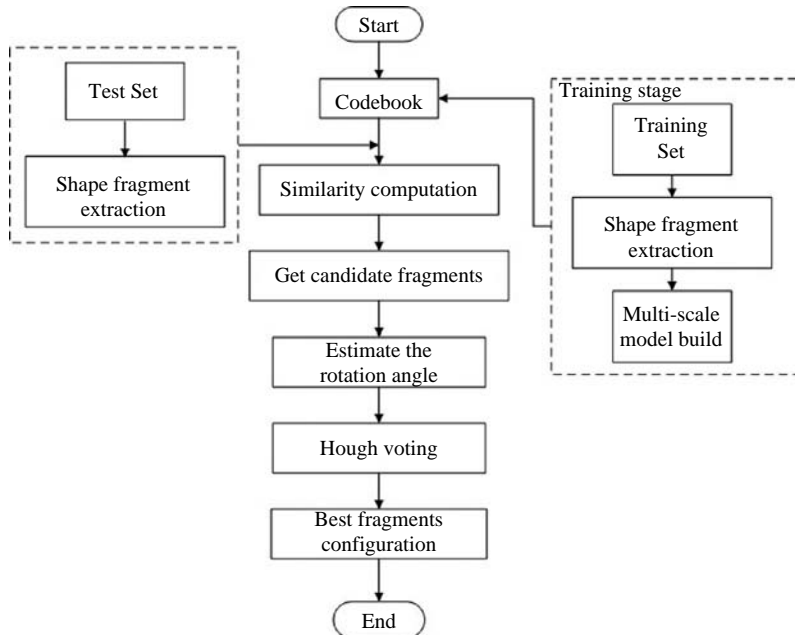 Start
Test Set
Shape fragment
extraction
Codebook
Similarity computation
Get candidate fragments
Estimate the
rotation angle
Hough voting
Best fragments
configuration
End
Training stage
Training
Set
Shape fragment
extraction
Multi-scale
model build